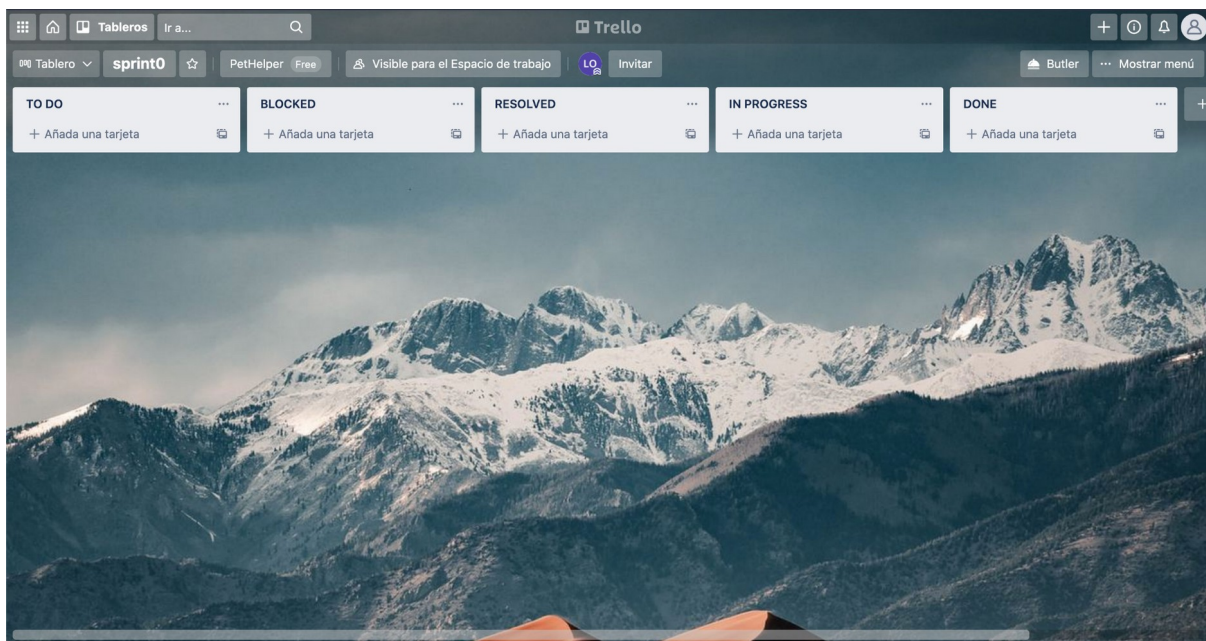 Tableros Ir a... Trello
Tablero sprint0 PetHelper Free Visible para el Espacio de trabajo LO Invitar Butler ... Mostrar menú
TO DO ... BLOCKED ... RESOLVED ... IN PROGRESS ... DONE ...
+ Añada una tarjeta + Añada una tarjeta + Añada una tarjeta + Añada una tarjeta + Añada una tarjeta